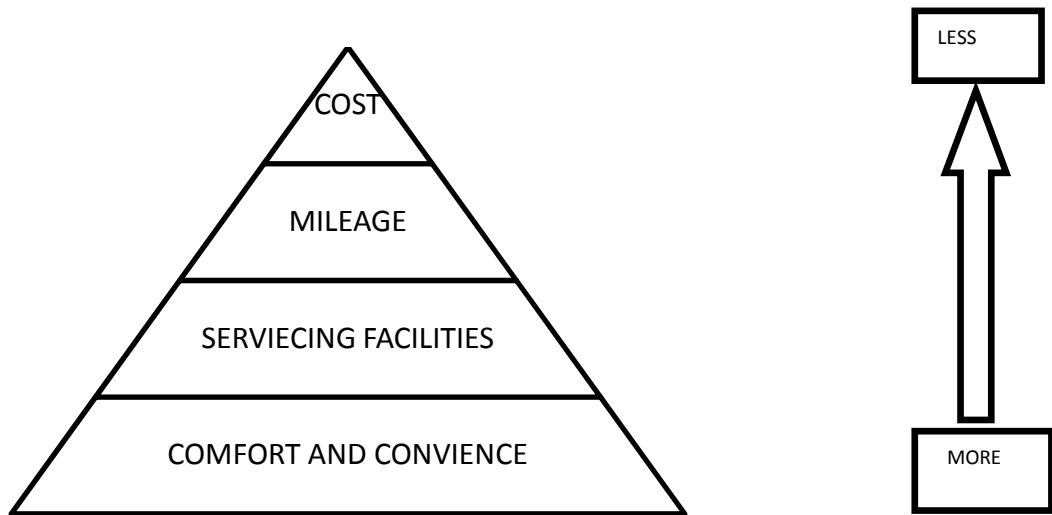 LESS
COST
MILEAGE
SERVIECING FACILITIES
COMFORT AND CONVIENCE
MORE